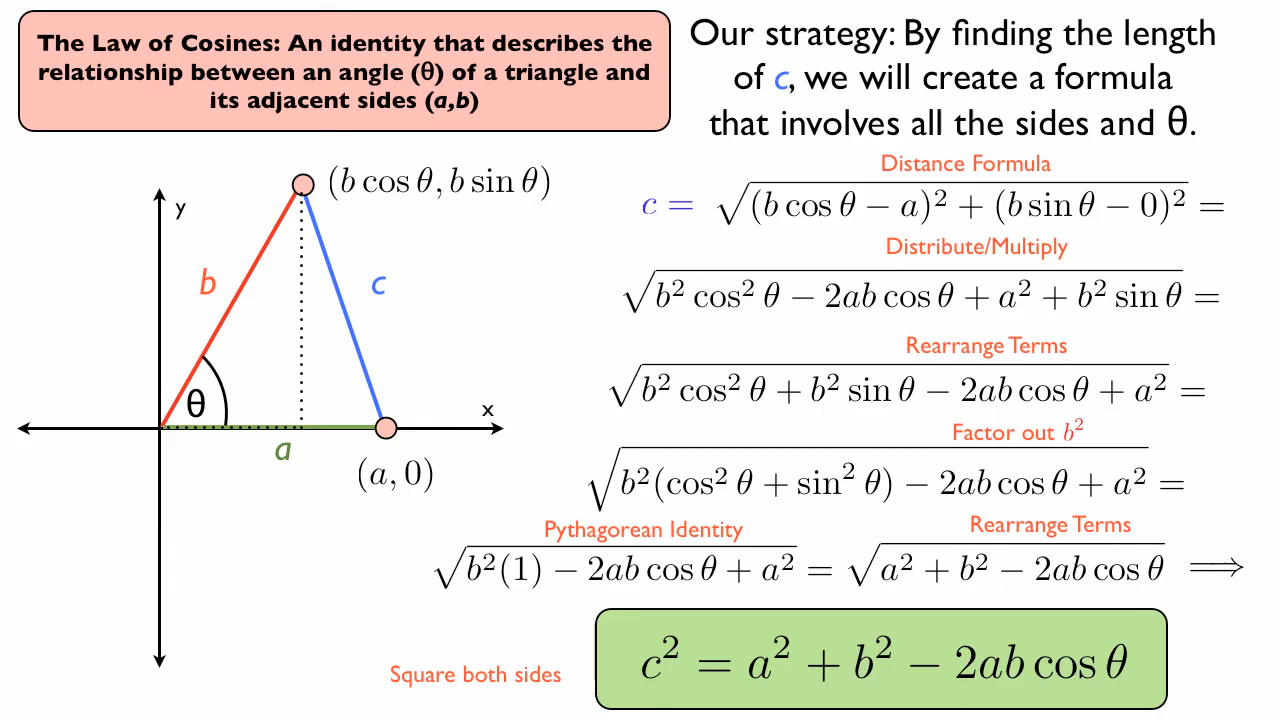 The Law of Cosines: An identity that describes the
relationship between an angle (θ) of a triangle and
its adjacent sides (a,b)
Our strategy: By finding the length
of c, we will create a formula
that involves all the sides and θ.
Distance Formula
c = √((b cos θ − a)² + (b sin θ − 0)²) =
Distribute/Multiply
√(b² cos² θ − 2ab cos θ + a² + b² sin θ) =
Rearrange Terms
√(b² cos² θ + b² sin θ − 2ab cos θ + a²) =
Factor out b²
√(b²(cos² θ + sin² θ) − 2ab cos θ + a²) =
Pythagorean Identity Rearrange Terms
√(b²(1) − 2ab cos θ + a²) = √(a² + b² − 2ab cos θ) ⟹
Square both sides
c² = a² + b² − 2ab cos θ
(b cos θ, b sin θ)
y
b
c
θ
x
a
(a, 0)